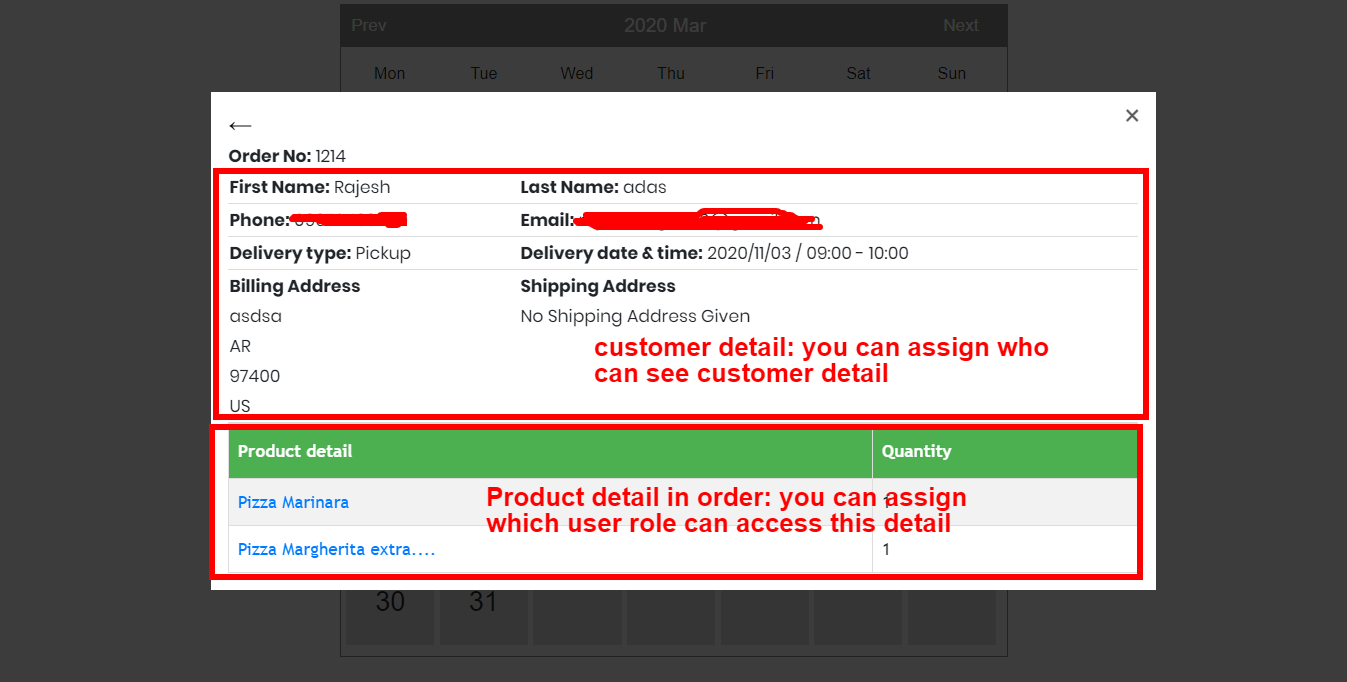 Prev 2020 Mar Next
Mon Tue Wed Thu Fri Sat Sun
← ×
Order No: 1214
First Name: Rajesh Last Name: adas
Phone: Email:
Delivery type: Pickup Delivery date & time: 2020/11/03 / 09:00 - 10:00
Billing Address Shipping Address
asdsa No Shipping Address Given
AR
customer detail: you can assign who
can see customer detail
97400
US
Product detail Quantity
Pizza Marinara 1
Product detail in order: you can assign
which user role can access this detail
Pizza Margherita extra.... 1
30 31